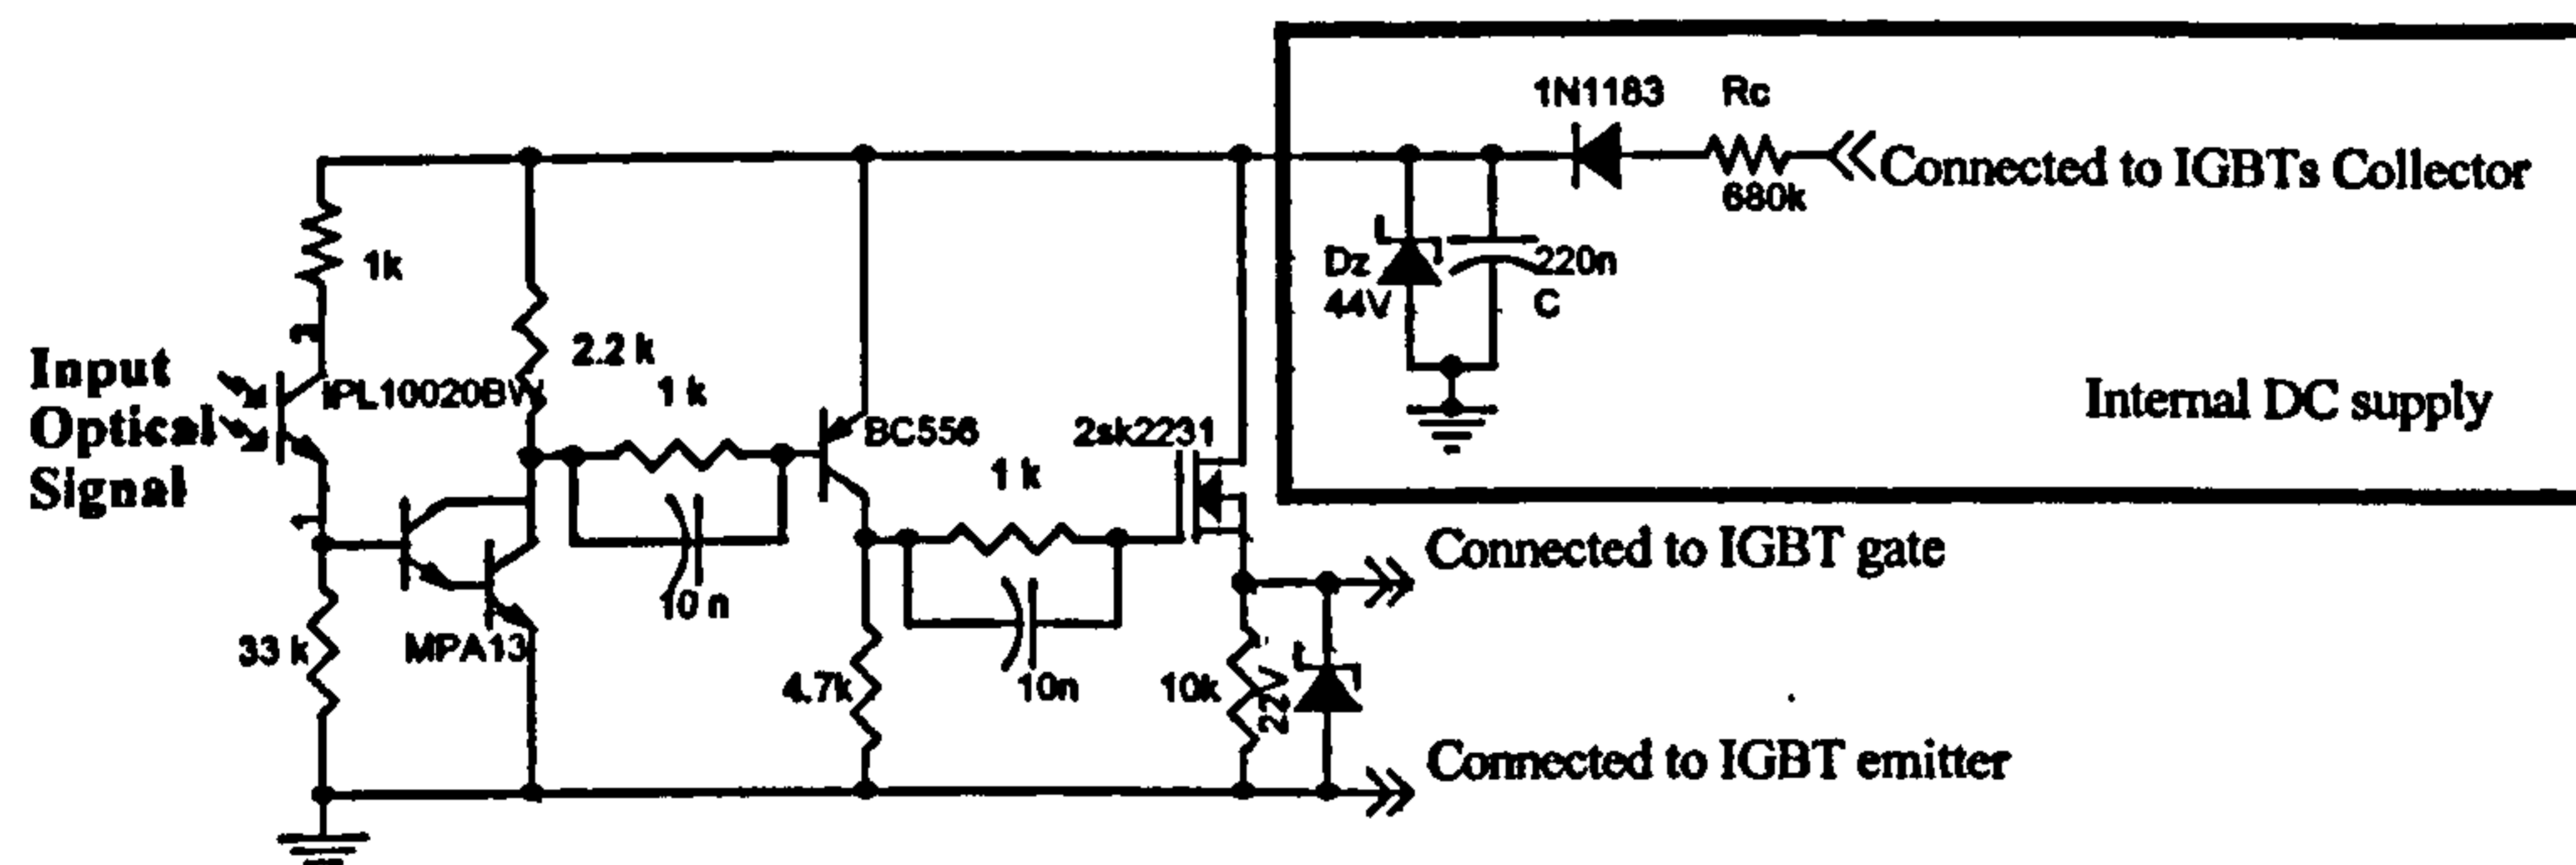 1N1183
Rc
Connected to IGBTs Collector
680k
1k
Dz
44V
220n
C
2
Input
Optical
Signal
IPL10020BW
2.2 k
1 k
BC556
2sk2231
Internal DC supply
1 k
1
Connected to IGBT gate
10 n
33 k
MPA13
4.7k
10n
10k
22V
Connected to IGBT emitter